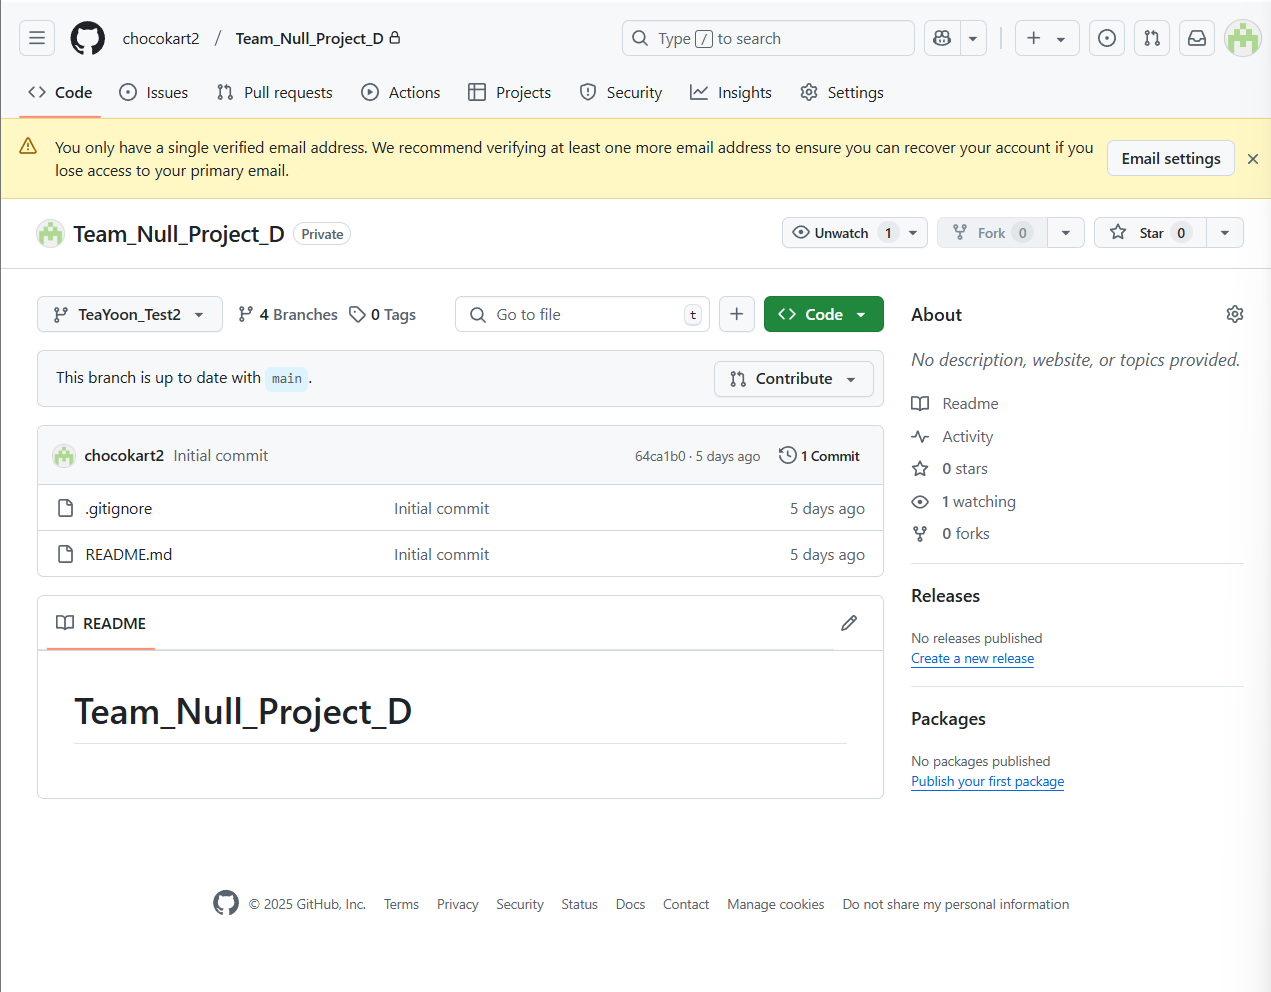 chocokart2 / Team_Null_Project_D
Type / to search
Code Issues Pull requests Actions Projects Security Insights Settings
You only have a single verified email address. We recommend verifying at least one more email address to ensure you can recover your account if you
lose access to your primary email.
Email settings
Team_Null_Project_D Private
Unwatch 1 Fork 0 Star 0
TeaYoon_Test2 4 Branches 0 Tags
Go to file t
Code
This branch is up to date with main .
Contribute
chocokart2 Initial commit 64ca1b0 · 5 days ago 1 Commit
.gitignore Initial commit 5 days ago
README.md Initial commit 5 days ago
README
Team_Null_Project_D
About
No description, website, or topics provided.
Readme
Activity
0 stars
1 watching
0 forks
Releases
No releases published
Create a new release
Packages
No packages published
Publish your first package
© 2025 GitHub, Inc. Terms Privacy Security Status Docs Contact Manage cookies Do not share my personal information